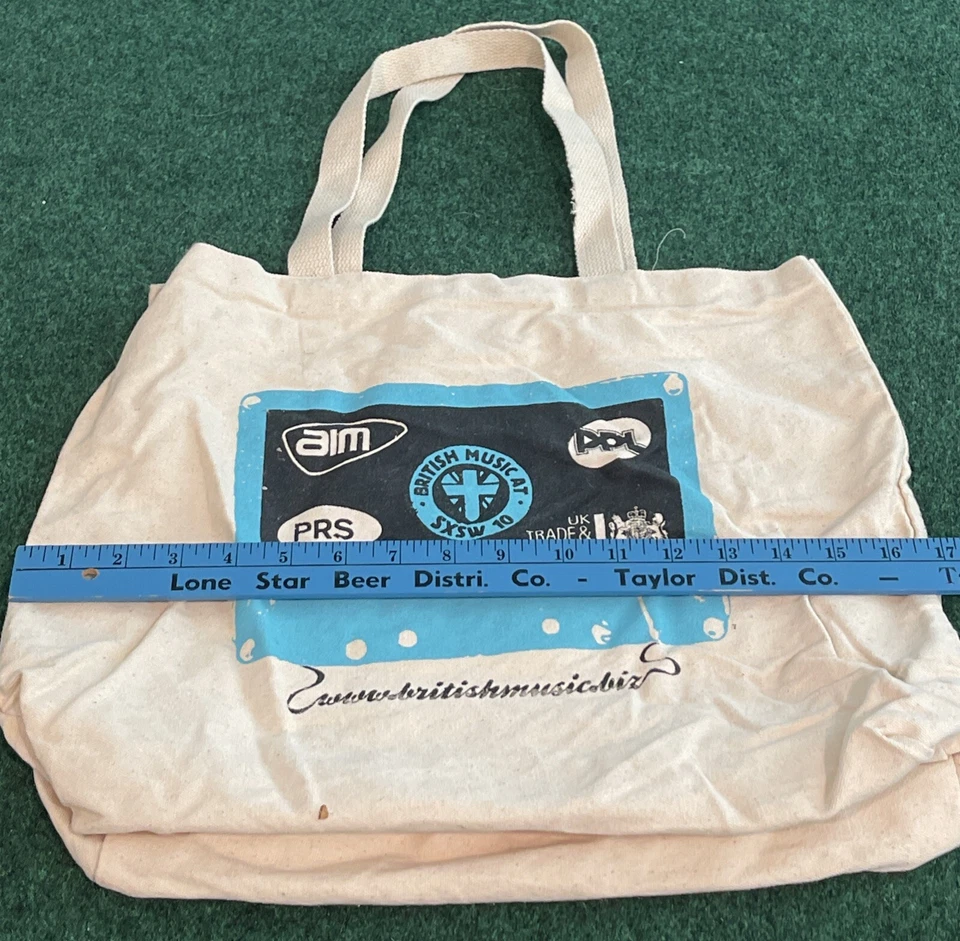 aim
PPL
BRITISH MUSIC AT
SXSW 10
PRS
UK
TRADE &
1 2 3 4 5 6 7 8 9 10 11 12 13 14 15 16 17
Lone Star Beer Distri. Co. - Taylor Dist. Co. — T
www.britishmusic.biz